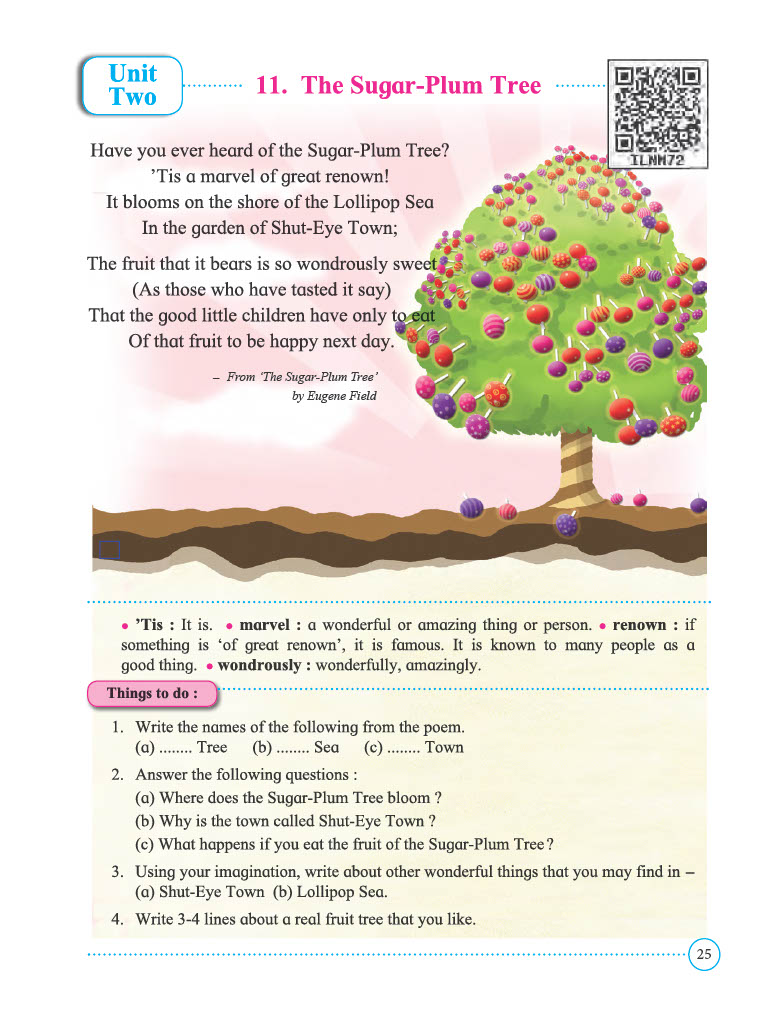 Unit
Two
11. The Sugar-Plum Tree
ILNM72
Have you ever heard of the Sugar-Plum Tree?
’Tis a marvel of great renown!
It blooms on the shore of the Lollipop Sea
In the garden of Shut-Eye Town;
The fruit that it bears is so wondrously sweet
(As those who have tasted it say)
That the good little children have only to eat
Of that fruit to be happy next day.
– From ‘The Sugar-Plum Tree’
by Eugene Field
• ’Tis : It is. • marvel : a wonderful or amazing thing or person. • renown : if
something is ‘of great renown’, it is famous. It is known to many people as a
good thing. • wondrously : wonderfully, amazingly.
Things to do :
1. Write the names of the following from the poem.
(a) ........ Tree (b) ........ Sea (c) ........ Town
2. Answer the following questions :
(a) Where does the Sugar-Plum Tree bloom ?
(b) Why is the town called Shut-Eye Town ?
(c) What happens if you eat the fruit of the Sugar-Plum Tree ?
3. Using your imagination, write about other wonderful things that you may find in –
(a) Shut-Eye Town (b) Lollipop Sea.
4. Write 3-4 lines about a real fruit tree that you like.
25